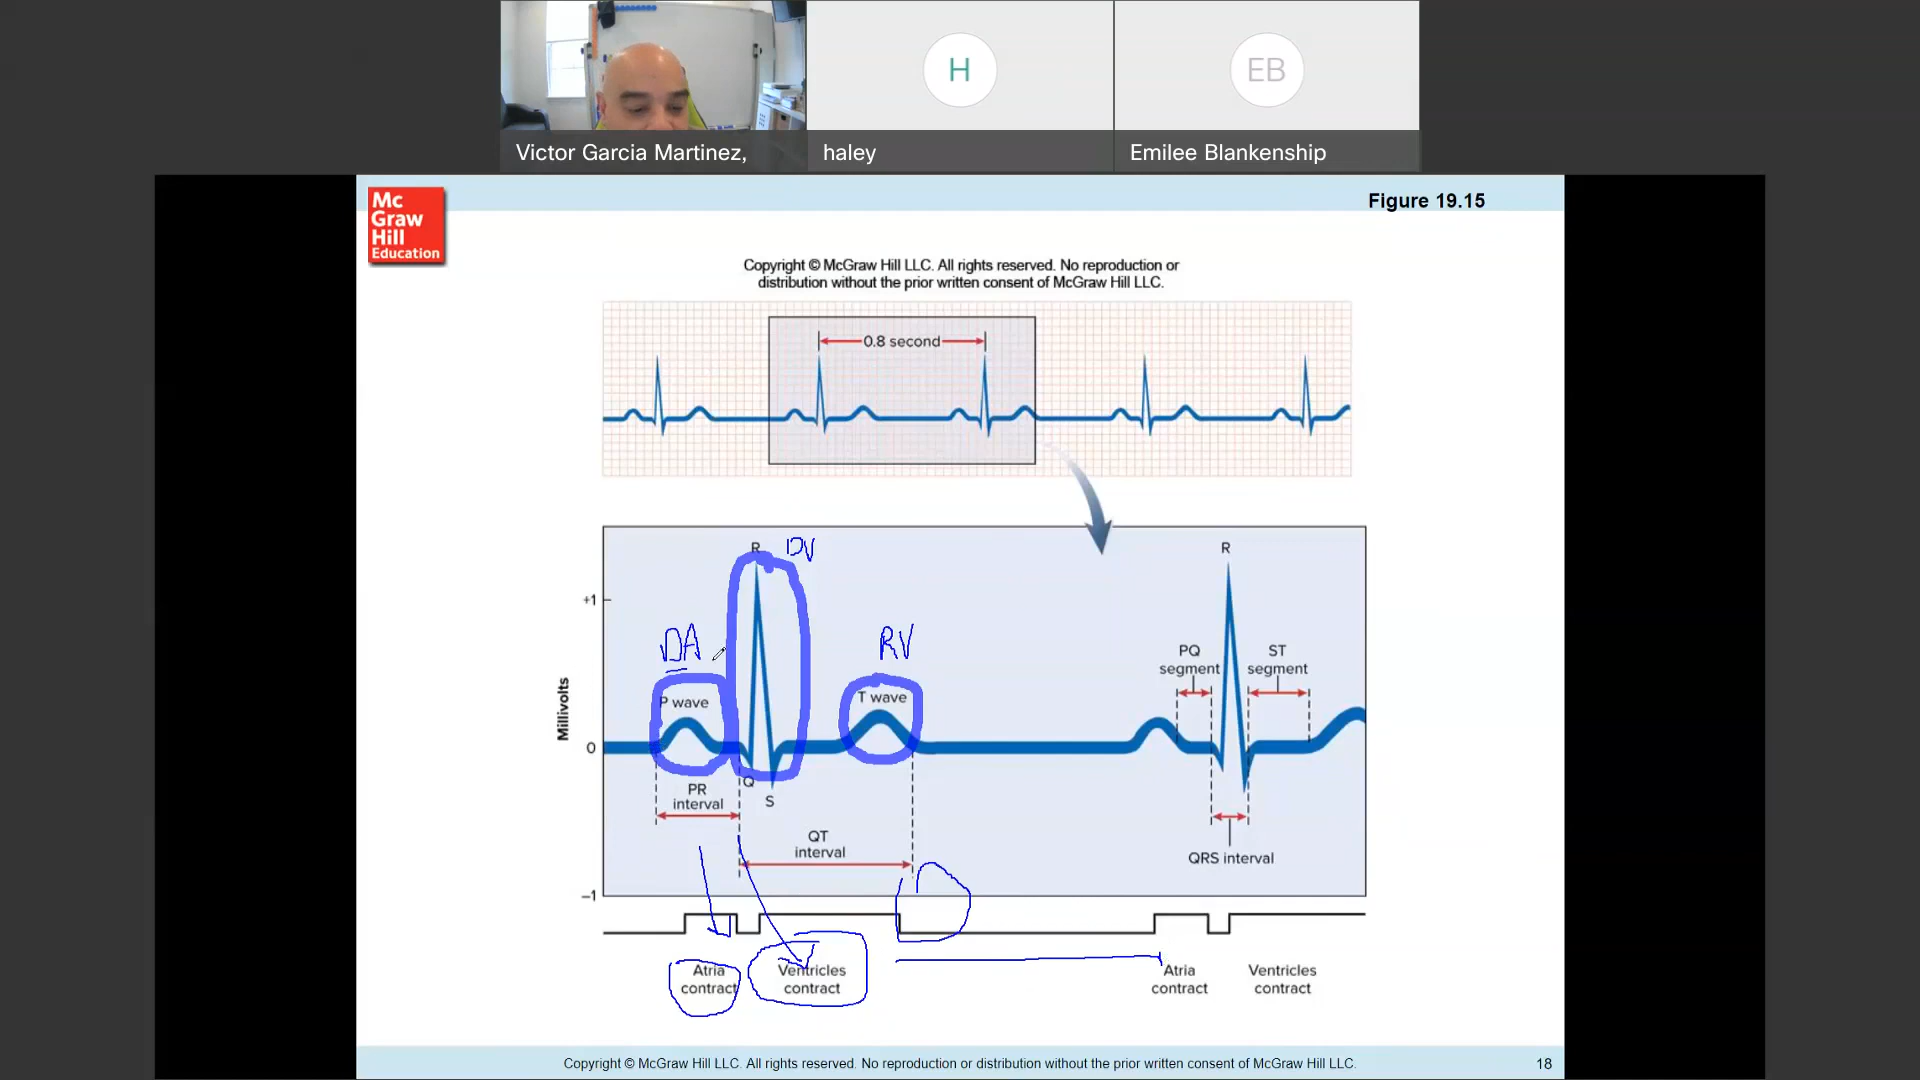 H
EB
Victor Garcia Martinez,
haley
Emilee Blankenship
Mc
Graw
Hill
Education
Figure 19.15
Copyright © McGraw Hill LLC. All rights reserved. No reproduction or
distribution without the prior written consent of McGraw Hill LLC.
0.8 second
R
DV
R
+1
DA
RV
PQ
segment
ST
segment
P wave
T wave
Millivolts
0
Q
S
PR
interval
QT
interval
QRS interval
–1
Atria
contract
Ventricles
contract
Atria
contract
Ventricles
contract
Copyright © McGraw Hill LLC. All rights reserved. No reproduction or distribution without the prior written consent of McGraw Hill LLC.
18